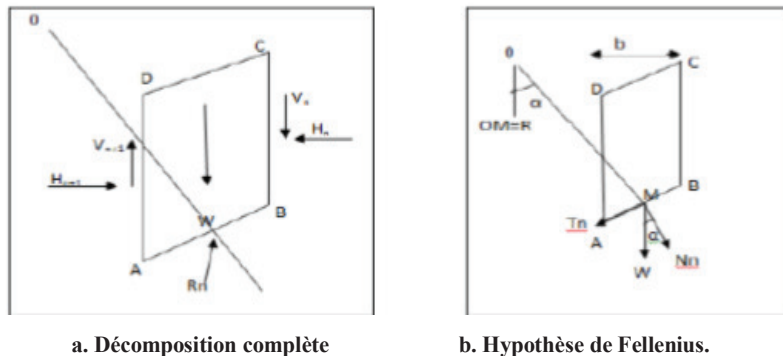 0
D
C
Vn
Hn
Vn+1
Hn+1
W
B
A
Rn
b
0
C
D
α
OM=R
M
B
Tn
A
α
Nn
W
a. Décomposition complète
b. Hypothèse de Fellenius.